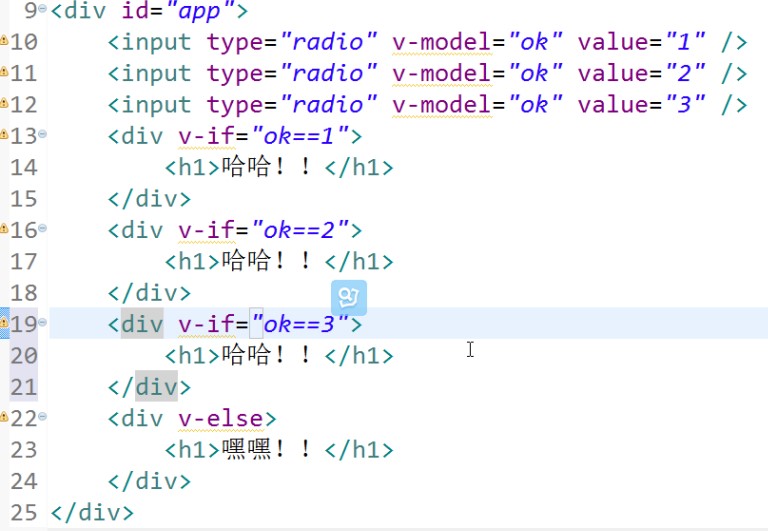 9 <div id="app">
10 <input type="radio" v-model="ok" value="1" />
11 <input type="radio" v-model="ok" value="2" />
12 <input type="radio" v-model="ok" value="3" />
13 <div v-if="ok==1">
14 <h1>哈哈！！</h1>
15 </div>
16 <div v-if="ok==2">
17 <h1>哈哈！！</h1>
18 </div>
19 <div v-if="ok==3">
20 <h1>哈哈！！</h1>
21 </div>
22 <div v-else>
23 <h1>嘿嘿！！</h1>
24 </div>
25 </div>